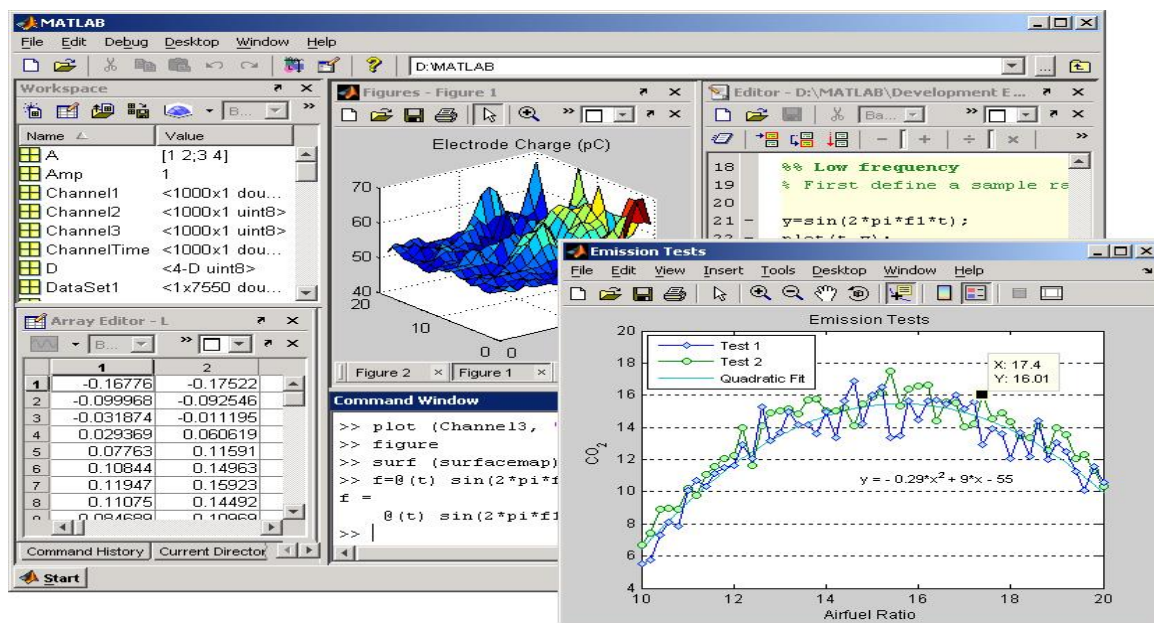 MATLAB
File Edit Debug Desktop Window Help
D:\MATLAB
Workspace
B...
Name Value
A [1 2;3 4]
Amp 1
Channel1 <1000x1 dou...
Channel2 <1000x1 uint8>
Channel3 <1000x1 uint8>
ChannelTime <1000x1 dou...
D <4-D uint8>
DataSet1 <1x7550 dou...
Array Editor - L
B...
1 2
1 -0.16776 -0.17522
2 -0.099968 -0.092546
3 -0.031874 -0.011195
4 0.029369 0.060619
5 0.07763 0.11591
6 0.10844 0.14963
7 0.11947 0.15923
8 0.11075 0.14492
0.084689 0.10969
Command History Current Director
Start
Figures - Figure 1
Electrode Charge (pC)
70
60
50
40
20
10
0 0
Figure 2 Figure 1
Command Window
>> plot (Channel3, '
>> figure
>> surf (surfacemap)
>> f=@(t) sin(2*pi*f
f =
@(t) sin(2*pi*f1
>>
Editor - D:\MATLAB\Development E...
Ba...
18 %% Low frequency
19 % First define a sample ra
20
21 - y=sin(2*pi*f1*t);
22 - plot(t,y);
Emission Tests
File Edit View Insert Tools Desktop Window Help
Emission Tests
Test 1
Test 2
Quadratic Fit
X: 17.4
Y: 16.01
y = - 0.29*x² + 9*x - 55
CO₂
20
18
16
14
12
10
8
6
4
10 12 14 16 18 20
Airfuel Ratio